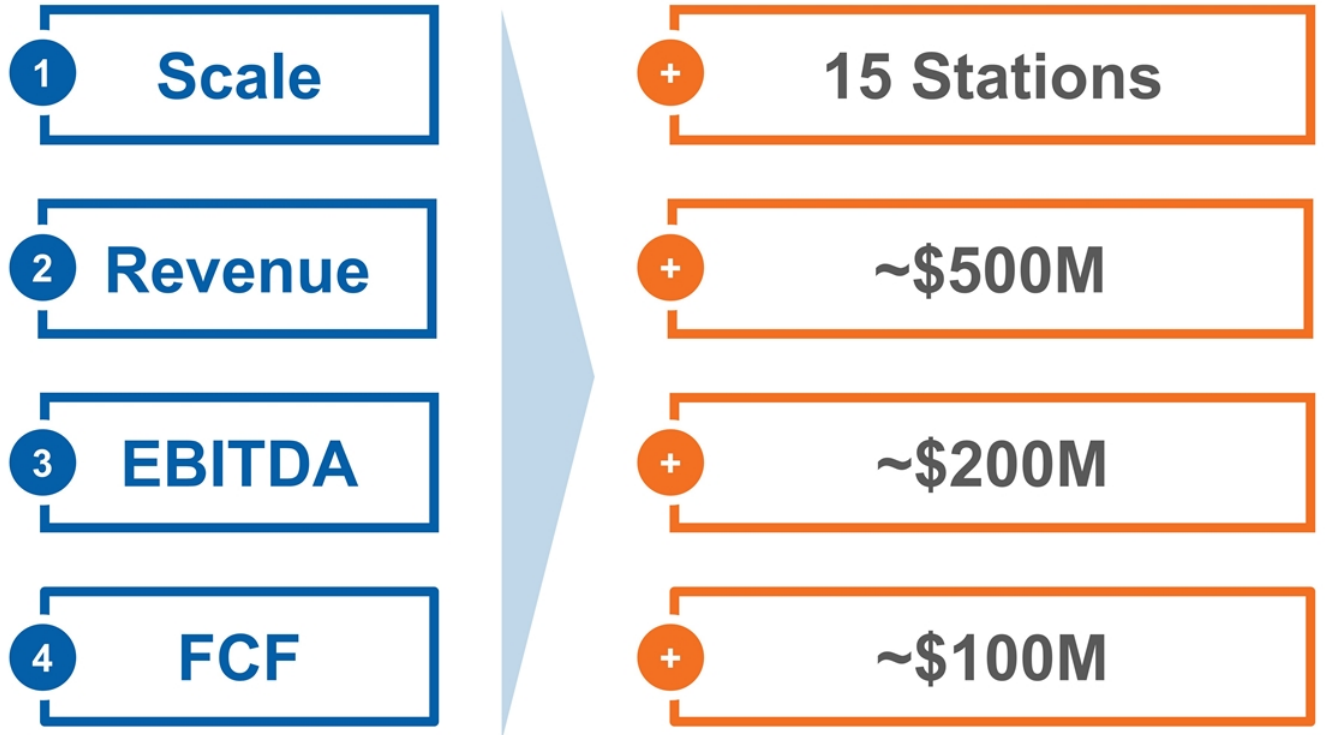 1 Scale + 15 Stations
2 Revenue + ~$500M
3 EBITDA + ~$200M
4 FCF + ~$100M